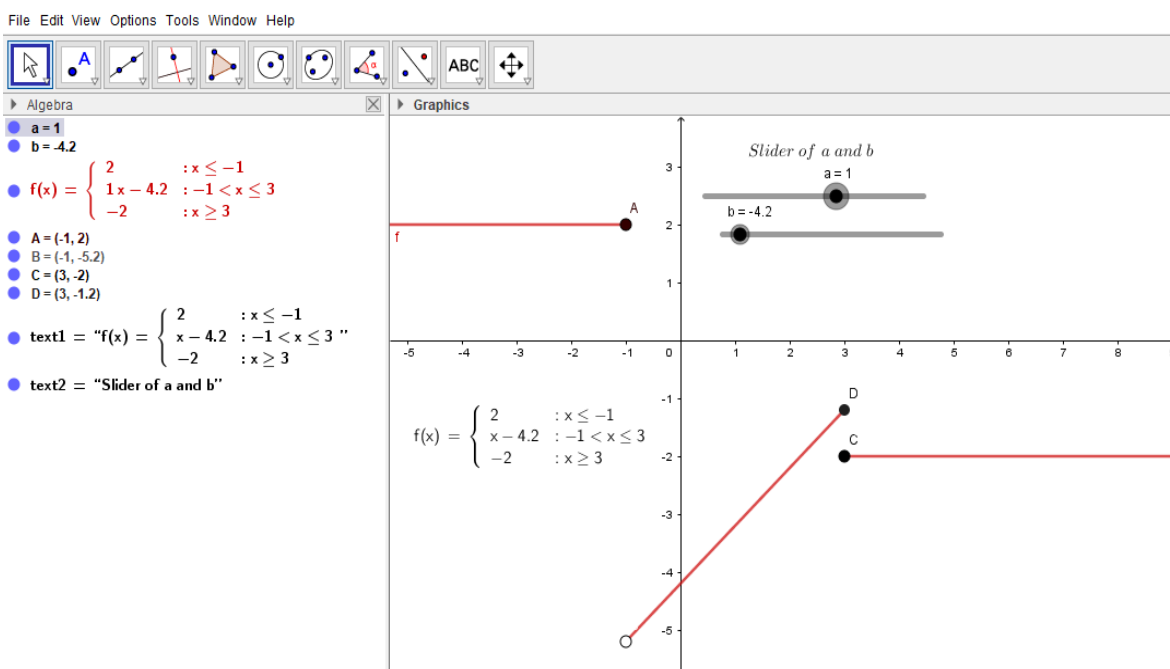 File Edit View Options Tools Window Help
A
α
ABC
Algebra
Graphics
a = 1
b = -4.2
f(x) = { 2 : x ≤ −1
1 x − 4.2 : −1 < x ≤ 3
−2 : x ≥ 3
A = (-1, 2)
B = (-1, -5.2)
C = (3, -2)
D = (3, -1.2)
text1 = “f(x) = { 2 : x ≤ −1
x − 4.2 : −1 < x ≤ 3 ”
−2 : x ≥ 3
text2 = “Slider of a and b”
Slider of a and b
a = 1
b = -4.2
A
f
3
2
1
-5 -4 -3 -2 -1 0 1 2 3 4 5 6 7 8
-1
-2
-3
-4
-5
D
C
f(x) = { 2 : x ≤ −1
x − 4.2 : −1 < x ≤ 3
−2 : x ≥ 3